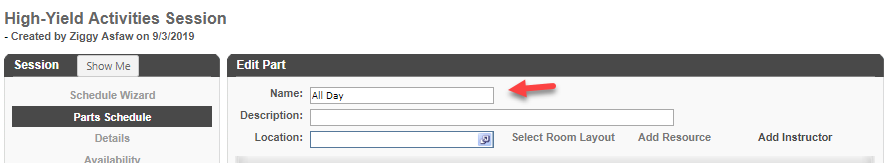 High-Yield Activities Session
- Created by Ziggy Asfaw on 9/3/2019
Session Show Me
Schedule Wizard
Parts Schedule
Details
Availability
Edit Part
Name: All Day
Description:
Location: Select Room Layout Add Resource Add Instructor